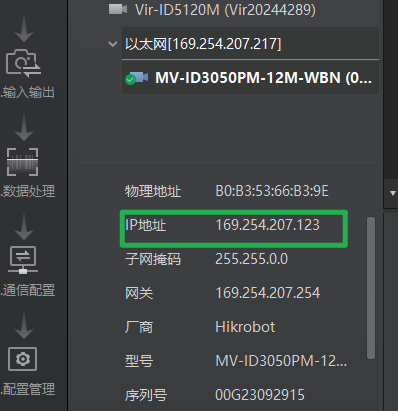 Vir-ID5120M (Vir20244289)
以太网[169.254.207.217]
MV-ID3050PM-12M-WBN (0...
.输入输出
.数据处理
.通信配置
.配置管理
物理地址 B0:B3:53:66:B3:9E
IP地址 169.254.207.123
子网掩码 255.255.0.0
网关 169.254.207.254
厂商 Hikrobot
型号 MV-ID3050PM-12...
序列号 00G23092915